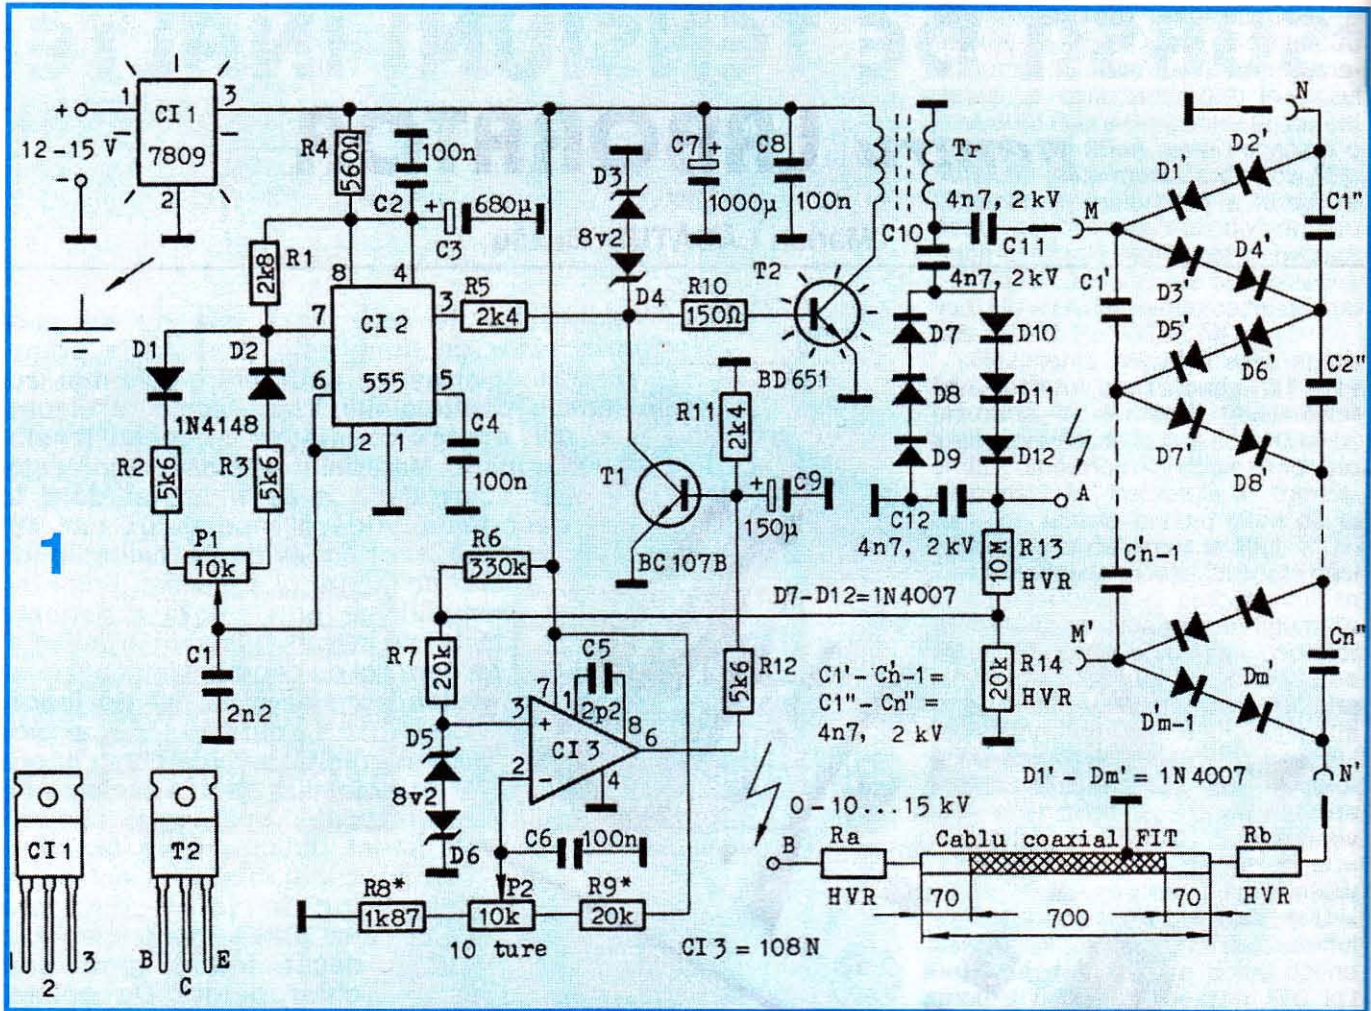 +
1
CI 1
7809
3
12-15 V
-
2
R4
560Ω
100n
C2
+
680µ
C3
R1
2k8
8
4
7
CI 2
555
3
6
5
2
1
R5
2k4
D3
8v2
D4
C7
+
1000µ
C8
100n
Tr
T2
R10
150Ω
BD651
4n7, 2 kV
C10
C11
4n7, 2 kV
M
N
D1'
D2'
C1"
D4'
C1'
D3'
D5'
D6'
C2"
D7'
D8'
D7
D10
D8
D11
D9
D12
A
C12
4n7, 2 kV
D1
D2
1N4148
R2
5k6
R3
5k6
C4
100n
T1
R11
2k4
+
C9
150µ
BC107B
1
P1
10k
R6
330k
D7-D12=1N4007
R13
10M
HVR
C'n-1
Cn"
C1
2n2
R7
20k
C5
2p2
7
1
3
+
8
CI 3
6
2
-
4
R12
5k6
R14
20k
HVR
M'
Dm'
D'm-1
C1'-C'n-1=
C1"-Cn"=
4n7, 2 kV
D5
8v2
D6
C6
100n
D1'-Dm'=1N4007
N'
0-10...15 kV
B
Ra
HVR
Cablu coaxial FIT
Rb
HVR
70
700
70
CI 1
T2
R8*
1k87
P2
10k
10 ture
R9*
20k
CI 3=108N
1
2
3
B
C
E